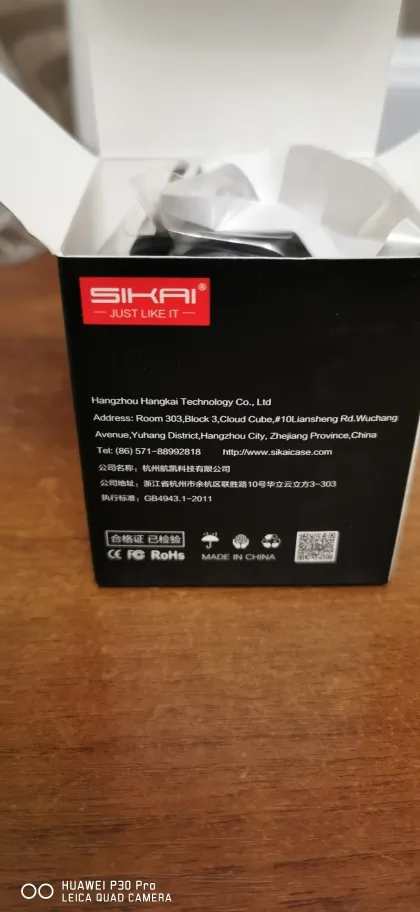 SIKAI®
— JUST LIKE IT —
Hangzhou Hangkai Technology Co., Ltd
Address: Room 303,Block 3,Cloud Cube,#10Liansheng Rd.Wuchang
Avenue,Yuhang District,Hangzhou City, Zhejiang Province,China
Tel: (86) 571-88992818 http://www.sikaicase.com
公司名称：杭州航凯科技有限公司
公司地址：浙江省杭州市余杭区联胜路10号华立云立方3-303
执行标准：GB4943.1-2011
合格证 已检验
CE FC RoHs MADE IN CHINA
HUAWEI P30 Pro
LEICA QUAD CAMERA